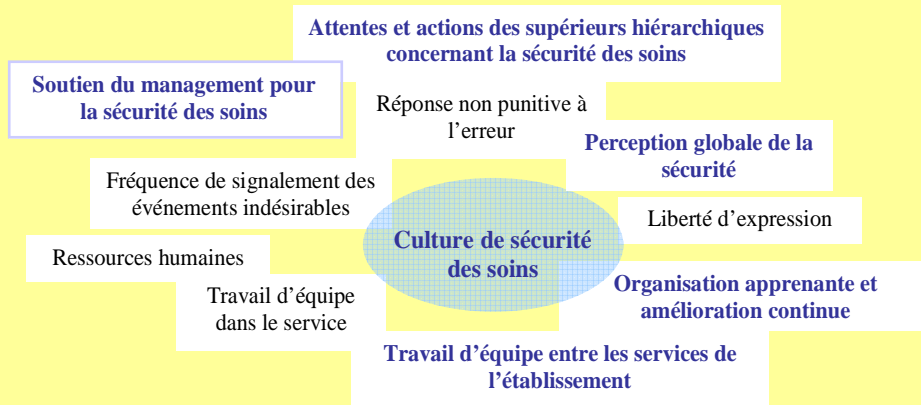 Attentes et actions des supérieurs hiérarchiques
concernant la sécurité des soins
Soutien du management pour
la sécurité des soins
Réponse non punitive à
l’erreur
Perception globale de la
sécurité
Fréquence de signalement des
événements indésirables
Liberté d’expression
Culture de sécurité
des soins
Ressources humaines
Organisation apprenante et
amélioration continue
Travail d’équipe
dans le service
Travail d’équipe entre les services de
l’établissement